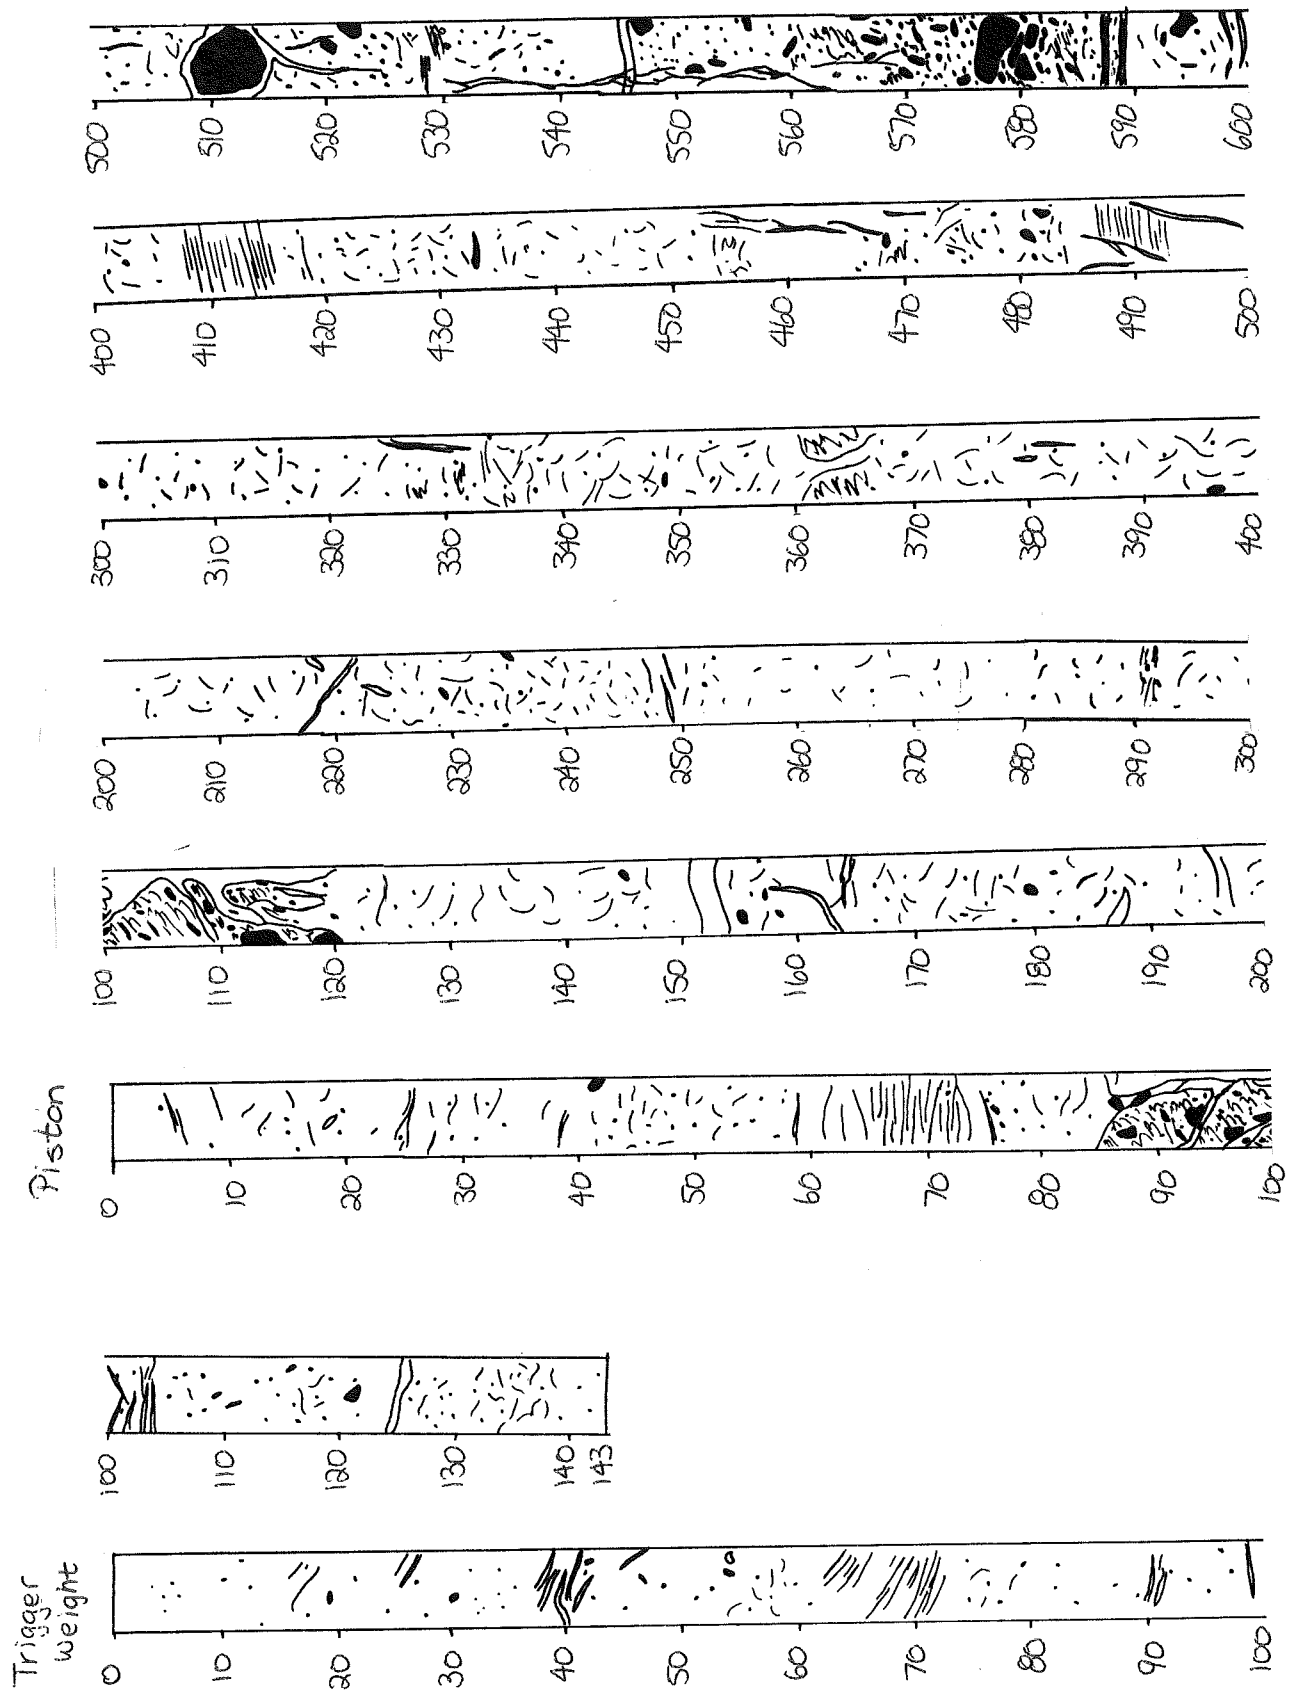 500 510 520 530 540 550 560 570 580 590 600
400 410 420 430 440 450 460 470 480 490 500
300 310 320 330 340 350 360 370 380 390 400
200 210 220 230 240 250 260 270 280 290 300
100 110 120 130 140 150 160 170 180 190 200
Piston
0 10 20 30 40 50 60 70 80 90 100
100 110 120 130 140 143
Trigger
Weight
0 10 20 30 40 50 60 70 80 90 100